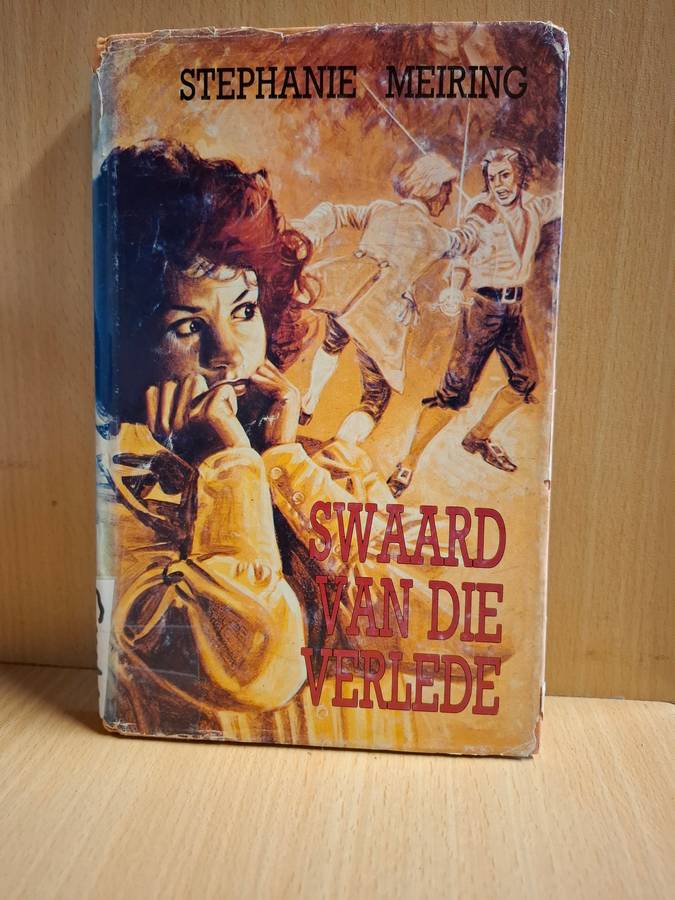 STEPHANIE MEIRING
SWAARD
VAN DIE
VERLEDE